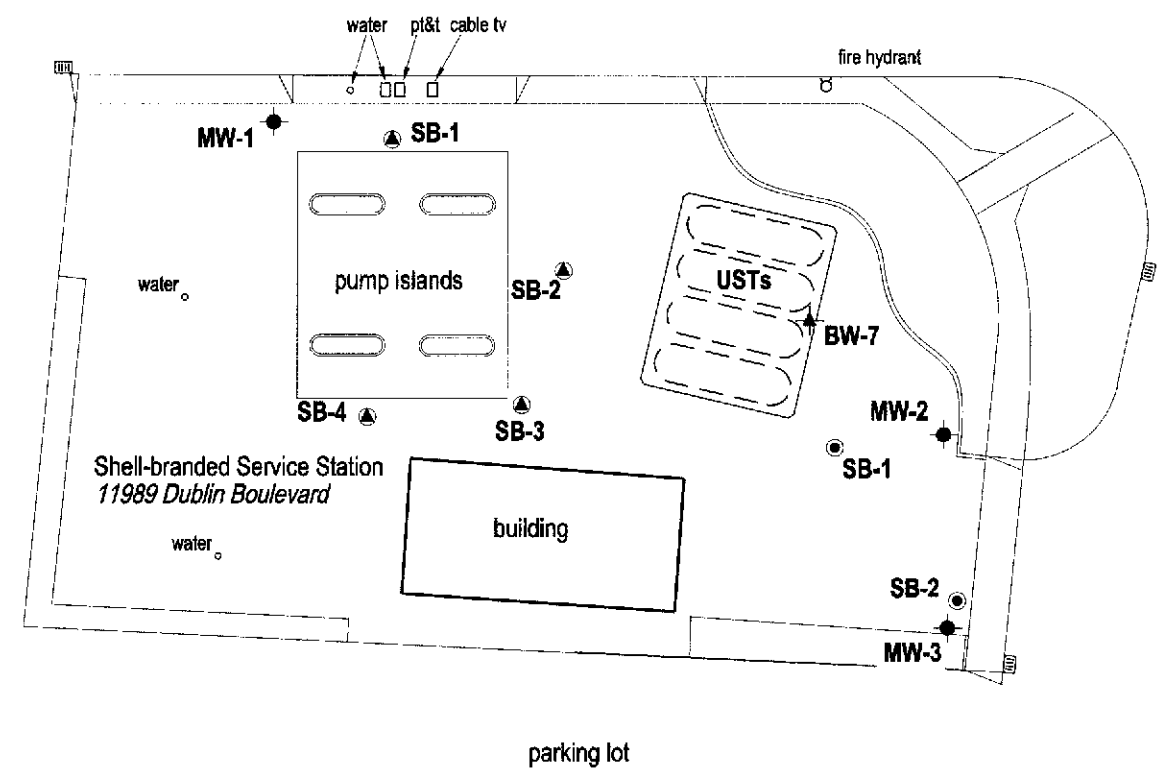 water pt&t cable tv
fire hydrant
MW-1
SB-1
water
pump islands
SB-2
USTs
BW-7
SB-4
SB-3
MW-2
SB-1
Shell-branded Service Station
11989 Dublin Boulevard
building
water
SB-2
MW-3
parking lot